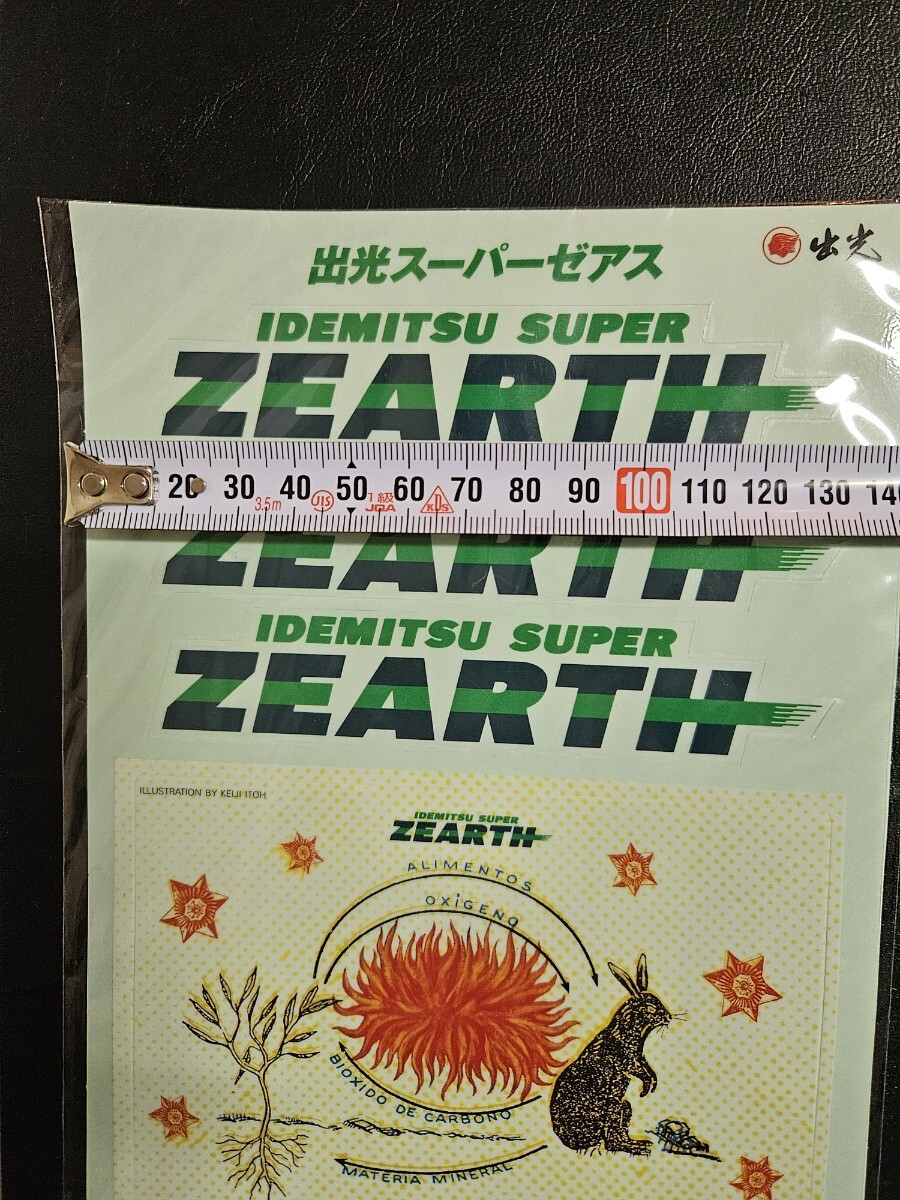 出光
出光スーパーゼアス
IDEMITSU SUPER
ZEARTH
20 30 40 50 60 70 80 90 100 110 120 130 140
3.5m JIS 1級 JQA KDS
ZEARTH
IDEMITSU SUPER
ZEARTH
ILLUSTRATION BY KEIJI ITOH
IDEMITSU SUPER
ZEARTH
ALIMENTOS
OXÍGENO
BIOXIDO DE CARBONO
MATERIA MINERAL